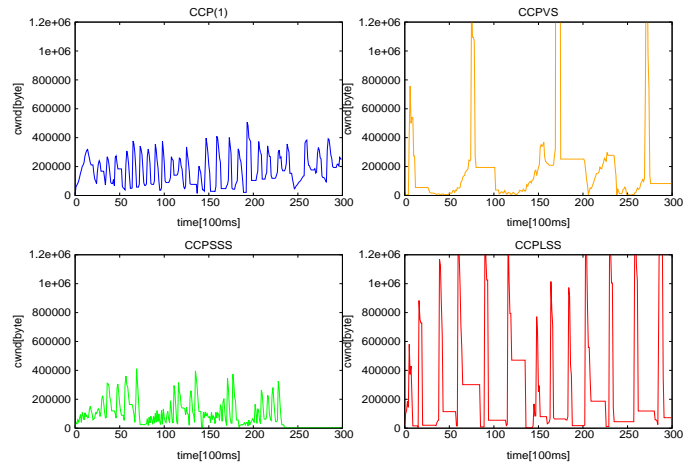 CCP(1)
1.2e+06
1e+06
800000
600000
400000
200000
0
cwnd[byte]
0 50 100 150 200 250 300
time[100ms]
CCPVS
1.2e+06
1e+06
800000
600000
400000
200000
0
cwnd[byte]
0 50 100 150 200 250 300
time[100ms]
CCPSSS
1.2e+06
1e+06
800000
600000
400000
200000
0
cwnd[byte]
0 50 100 150 200 250 300
time[100ms]
CCPLSS
1.2e+06
1e+06
800000
600000
400000
200000
0
cwnd[byte]
0 50 100 150 200 250 300
time[100ms]